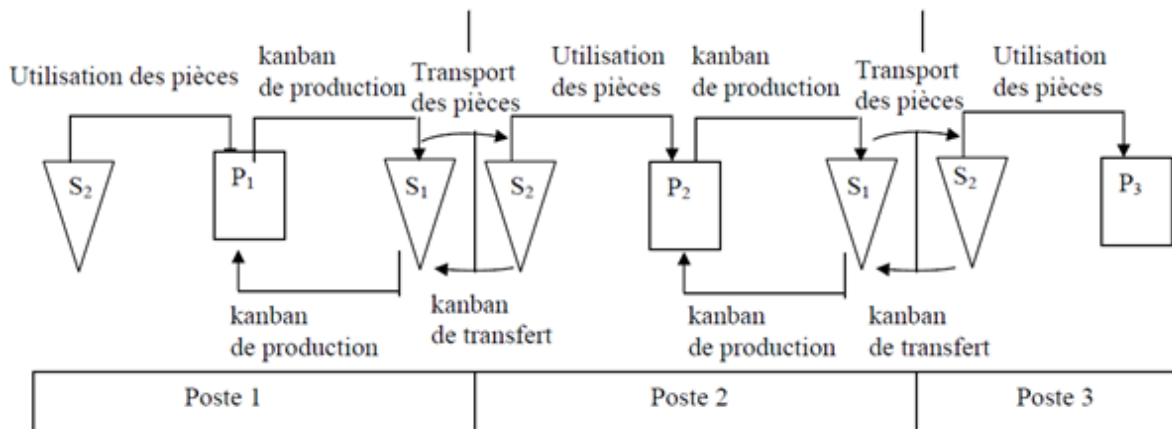 Utilisation des pièces
kanban
de production
Transport
des pièces
Utilisation
des pièces
kanban
de production
Transport
des pièces
Utilisation
des pièces
S2
P1
S1
S2
P2
S1
S2
P3
kanban
de production
kanban
de transfert
kanban
de production
kanban
de transfert
Poste 1
Poste 2
Poste 3